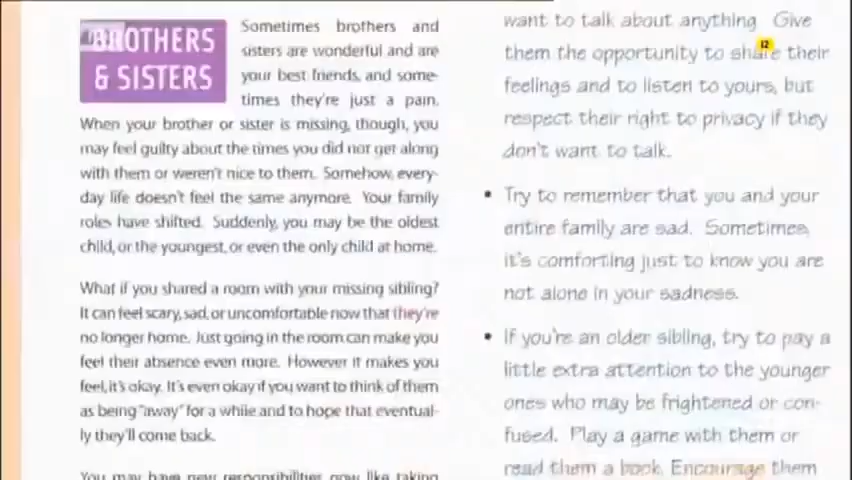 BROTHERS
& SISTERS
Sometimes brothers and
sisters are wonderful and are
your best friends, and some-
times they're just a pain.
When your brother or sister is missing, though, you
may feel guilty about the times you did not get along
with them or weren't nice to them. Somehow, every-
day life doesn't feel the same anymore. Your family
roles have shifted. Suddenly, you may be the oldest
child, or the youngest, or even the only child at home.
What if you shared a room with your missing sibling?
It can feel scary, sad, or uncomfortable now that they're
no longer home. Just going in the room can make you
feel their absence even more. However it makes you
feel, it's okay. It's even okay if you want to think of them
as being "away" for a while and to hope that eventual-
ly they'll come back.
You may have new responsibilities now like taking
want to talk about anything. Give
them the opportunity to share their
feelings and to listen to yours, but
respect their right to privacy if they
don't want to talk.
• Try to remember that you and your
entire family are sad. Sometimes,
it's comforting just to know you are
not alone in your sadness.
• If you're an older sibling, try to pay a
little extra attention to the younger
ones who may be frightened or con-
fused. Play a game with them or
read them a book. Encourage them
12